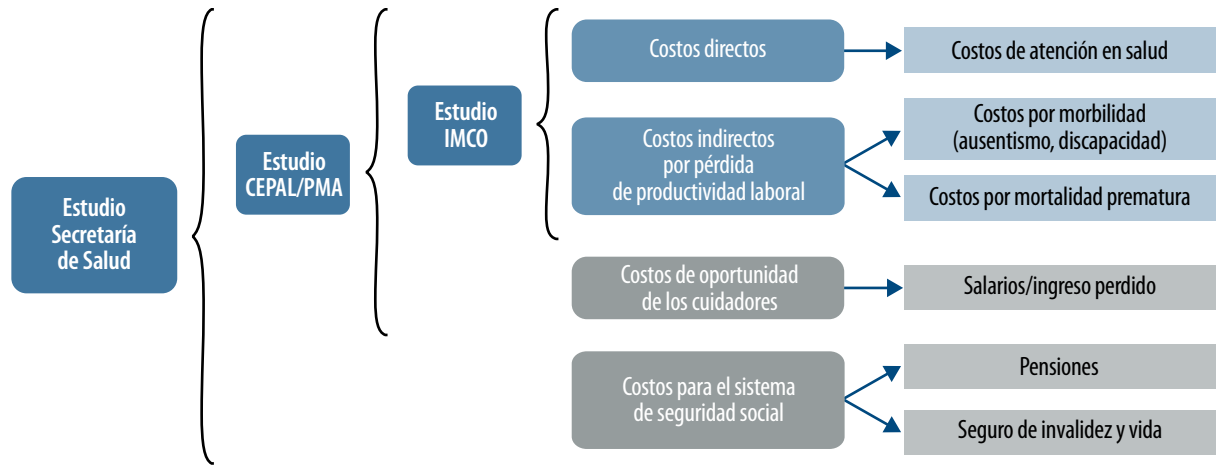 Estudio
Secretaría
de Salud
Estudio
CEPAL/PMA
Estudio
IMCO
Costos directos
Costos de atención en salud
Costos indirectos
por pérdida
de productividad laboral
Costos por morbilidad
(ausentismo, discapacidad)
Costos por mortalidad prematura
Costos de oportunidad
de los cuidadores
Salarios/ingreso perdido
Costos para el sistema
de seguridad social
Pensiones
Seguro de invalidez y vida